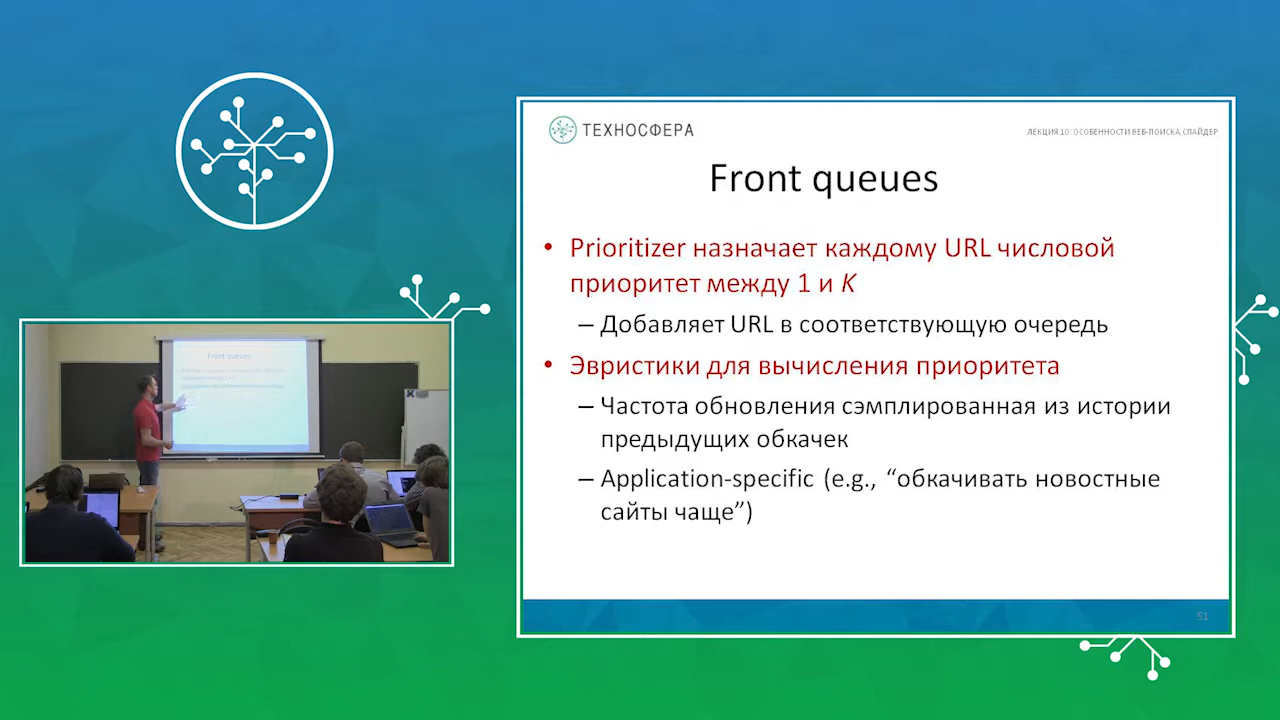 ТЕХНОСФЕРА
ЛЕКЦИЯ 10: ОСОБЕННОСТИ ВЕБ-ПОИСКА. СПАЙДЕР
Front queues
• Prioritizer назначает каждому URL числовой
приоритет между 1 и K
– Добавляет URL в соответствующую очередь
• Эвристики для вычисления приоритета
– Частота обновления сэмплированная из истории
предыдущих обкачек
– Application-specific (e.g., “обкачивать новостные
сайты чаще”)
51
Front queues